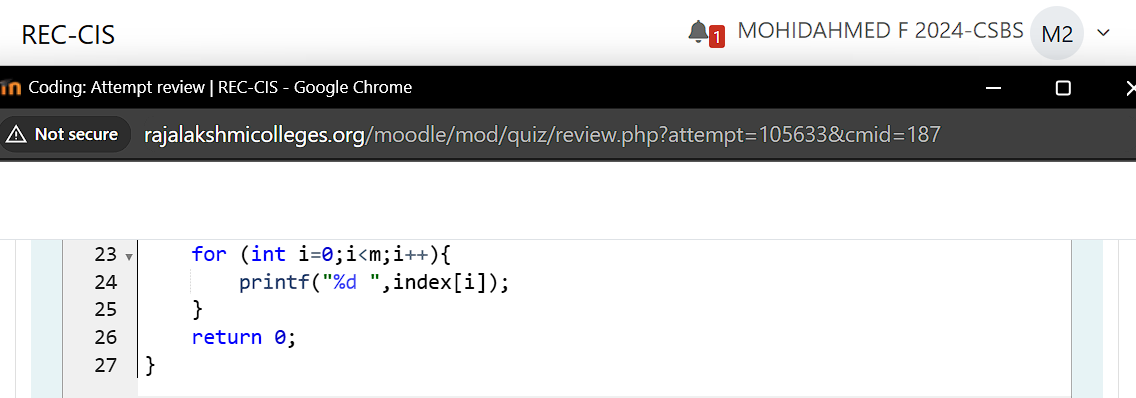 REC-CIS
1
MOHIDAHMED F 2024-CSBS M2
Coding: Attempt review | REC-CIS - Google Chrome
Not secure rajalakshmicolleges.org/moodle/mod/quiz/review.php?attempt=105633&cmid=187
23 for (int i=0;i<m;i++){
24 printf("%d ",index[i]);
25 }
26 return 0;
27 }